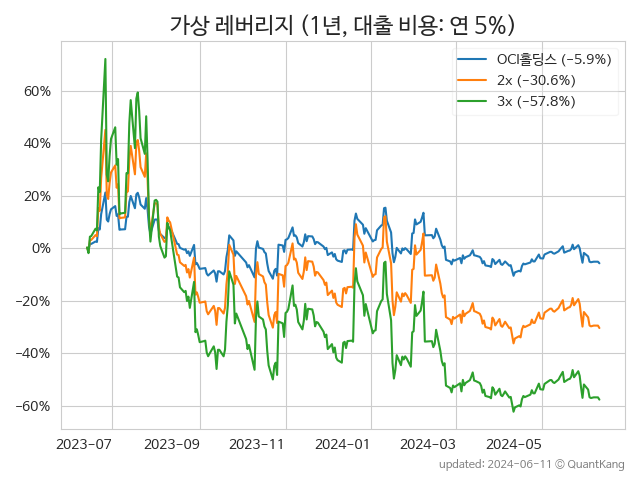 가상 레버리지 (1년, 대출 비용: 연 5%)
OCI홀딩스 (−5.9%)
2x (−30.6%)
3x (−57.8%)
60%
40%
20%
0%
−20%
−40%
−60%
2023-07
2023-09
2023-11
2024-01
2024-03
2024-05
updated: 2024-06-11 © QuantKang